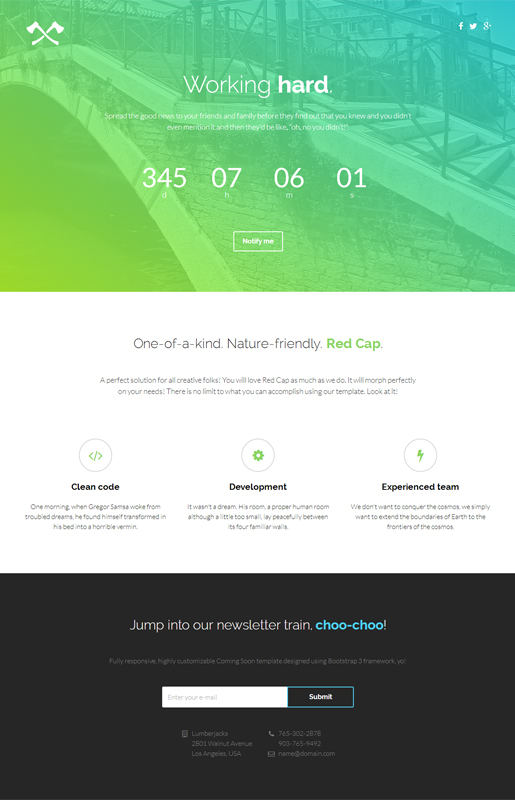 Working hard.
Spread the good news to your friends and family before they find out that you knew and you didn't
even mention it and then they'd be like, "oh, no you didn't!"
345 07 06 01
d h m s
Notify me
One-of-a-kind. Nature-friendly. Red Cap.
A perfect solution for all creative folks! You will love Red Cap as much as we do. It will morph perfectly
on your needs! There is no limit to what you can accomplish using our template. Look at it!
</>
Clean code
One morning, when Gregor Samsa woke from
troubled dreams, he found himself transformed in
his bed into a horrible vermin.
Development
It wasn't a dream. His room, a proper human room
although a little too small, lay peacefully between
its four familiar walls.
Experienced team
We don't want to conquer the cosmos, we simply
want to extend the boundaries of Earth to the
frontiers of the cosmos.
Jump into our newsletter train, choo-choo!
Fully responsive, highly customizable Coming Soon template designed using Bootstrap 3 framework, yo!
Enter your e-mail
Submit
Lumberjacks
2801 Walnut Avenue
Los Angeles, USA
765-302-2878
903-765-9492
name@domain.com